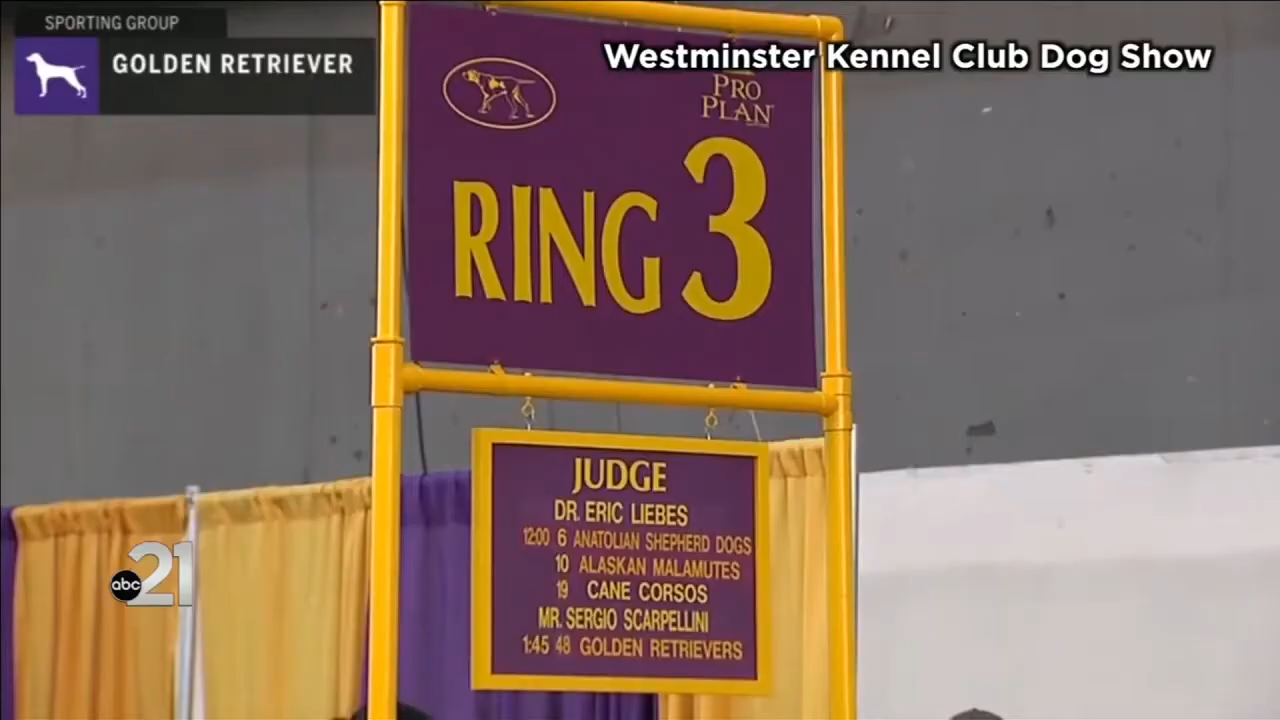 SPORTING GROUP
GOLDEN RETRIEVER
Westminster Kennel Club Dog Show
PRO
PLAN
RING 3
JUDGE
DR. ERIC LIEBES
12:00 6 ANATOLIAN SHEPHERD DOGS
10 ALASKAN MALAMUTES
19 CANE CORSOS
MR. SERGIO SCARPELLINI
1:45 48 GOLDEN RETRIEVERS
abc 21